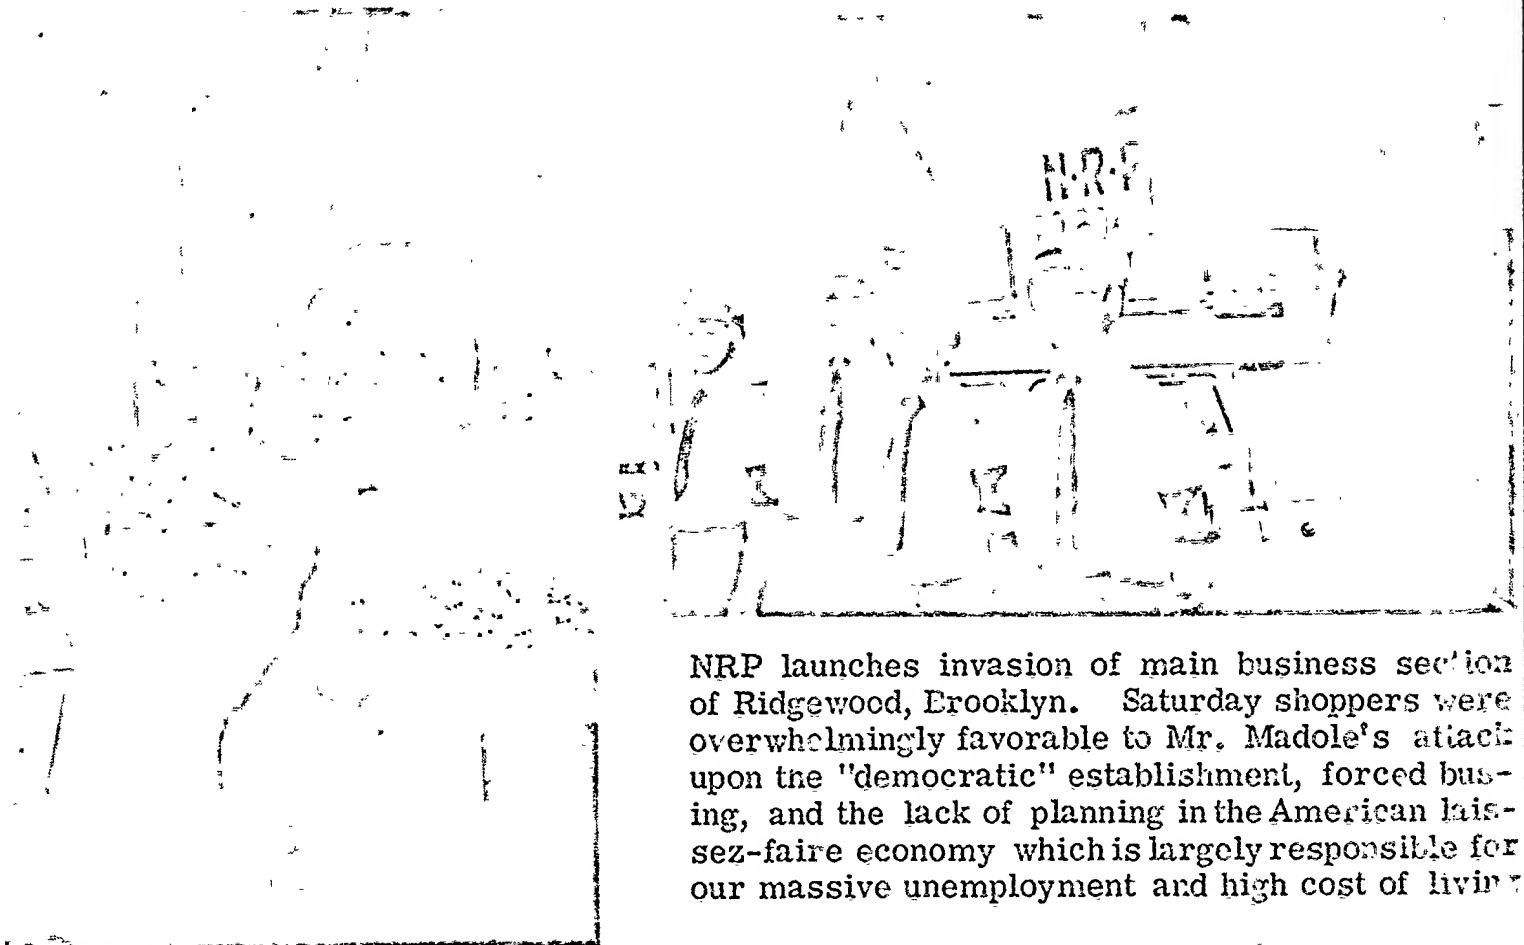 N.R.P
NRP launches invasion of main business section
of Ridgewood, Brooklyn. Saturday shoppers were
overwhelmingly favorable to Mr. Madole's attack
upon the "democratic" establishment, forced bus-
ing, and the lack of planning in the American lais-
sez-faire economy which is largely responsible for
our massive unemployment and high cost of living